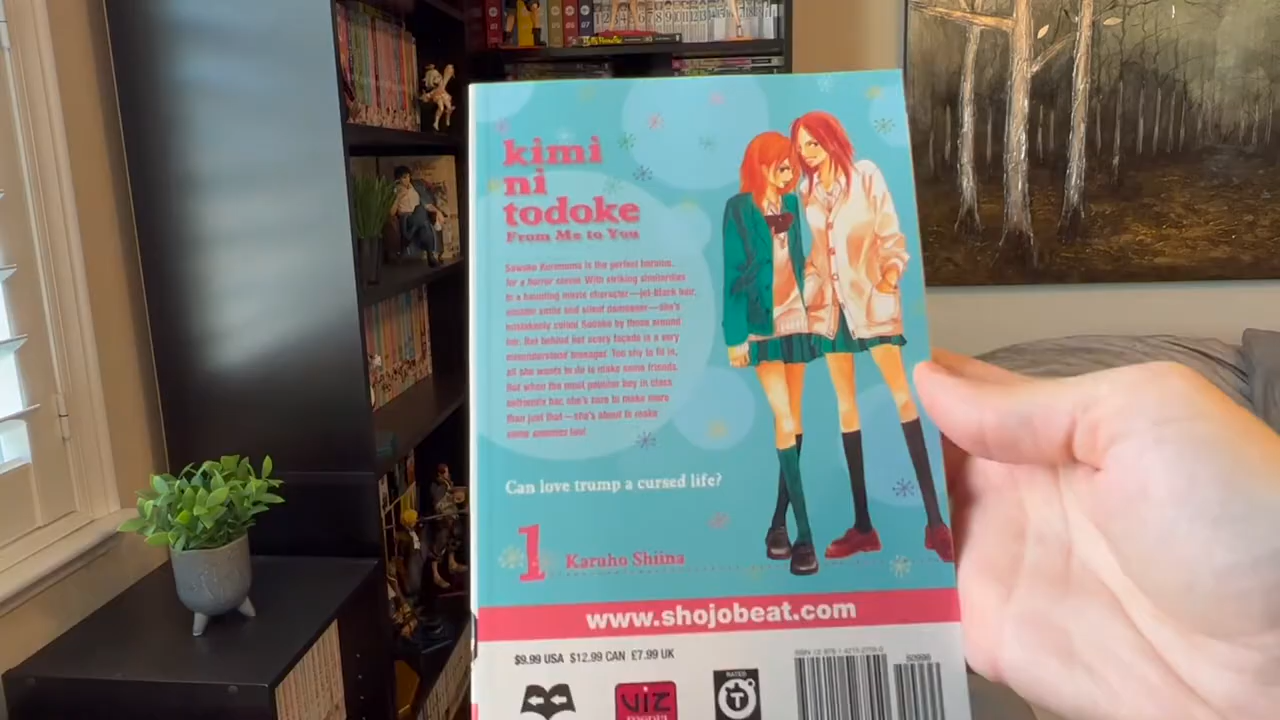 kimi
ni
todoke
From Me to You
Sawako Kuronuma is the perfect heroine...
for a horror movie. With striking similarities
to a haunting movie character—jet-black hair,
sinister smile and silent demeanor—she's
mistakenly called Sadako by those around
her. But behind her scary façade is a very
misunderstood teenager. Too shy to fit in,
all she wants to do is make some friends.
But when the most popular boy in class
befriends her, she's sure to make more
than just that—she's about to make
some enemies too!
Can love trump a cursed life?
1 Karuho Shiina
www.shojobeat.com
$9.99 USA $12.99 CAN £7.99 UK
RATED
T
VIZ
media
50999